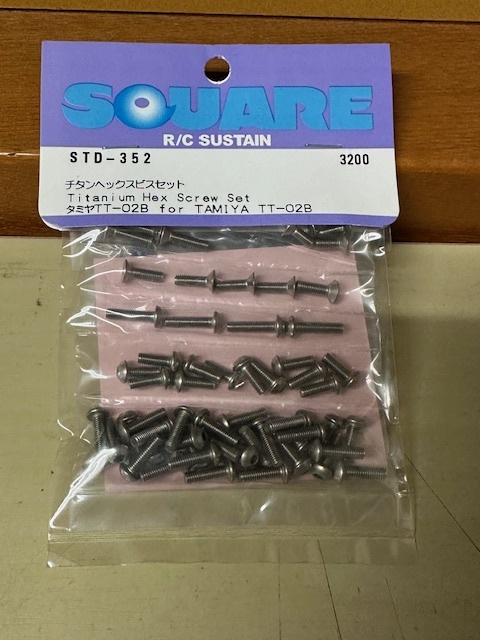 SQUARE
R/C SUSTAIN
STD-352 3200
チタンヘックスビスセット
Titanium Hex Screw Set
タミヤTT-02B for TAMIYA TT-02B